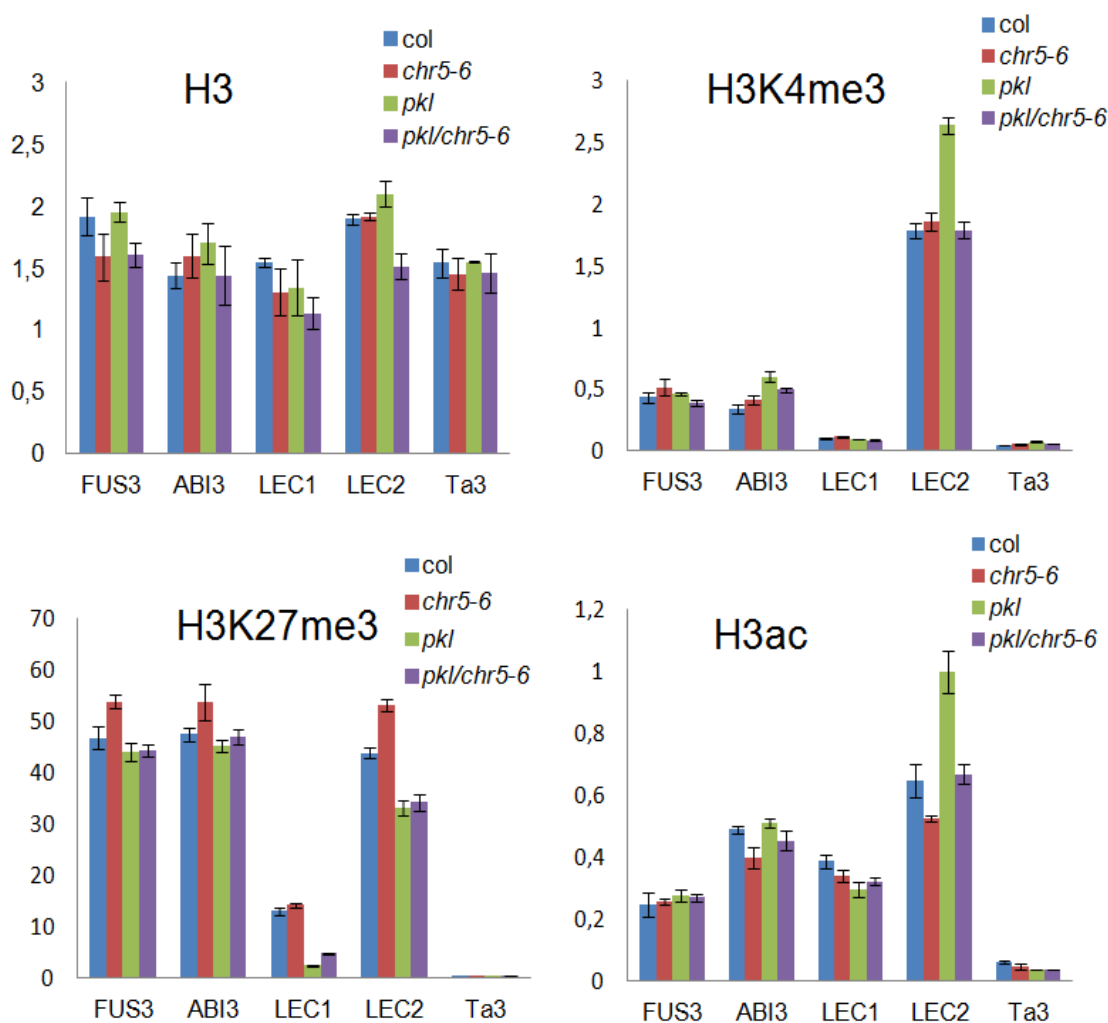 H3
col
chr5-6
pkl
pkl/chr5-6
3
2,5
2
1,5
1
0,5
0
FUS3 ABI3 LEC1 LEC2 Ta3
H3K4me3
col
chr5-6
pkl
pkl/chr5-6
3
2,5
2
1,5
1
0,5
0
FUS3 ABI3 LEC1 LEC2 Ta3
H3K27me3
col
chr5-6
pkl
pkl/chr5-6
70
60
50
40
30
20
10
0
FUS3 ABI3 LEC1 LEC2 Ta3
H3ac
col
chr5-6
pkl
pkl/chr5-6
1,2
1
0,8
0,6
0,4
0,2
0
FUS3 ABI3 LEC1 LEC2 Ta3